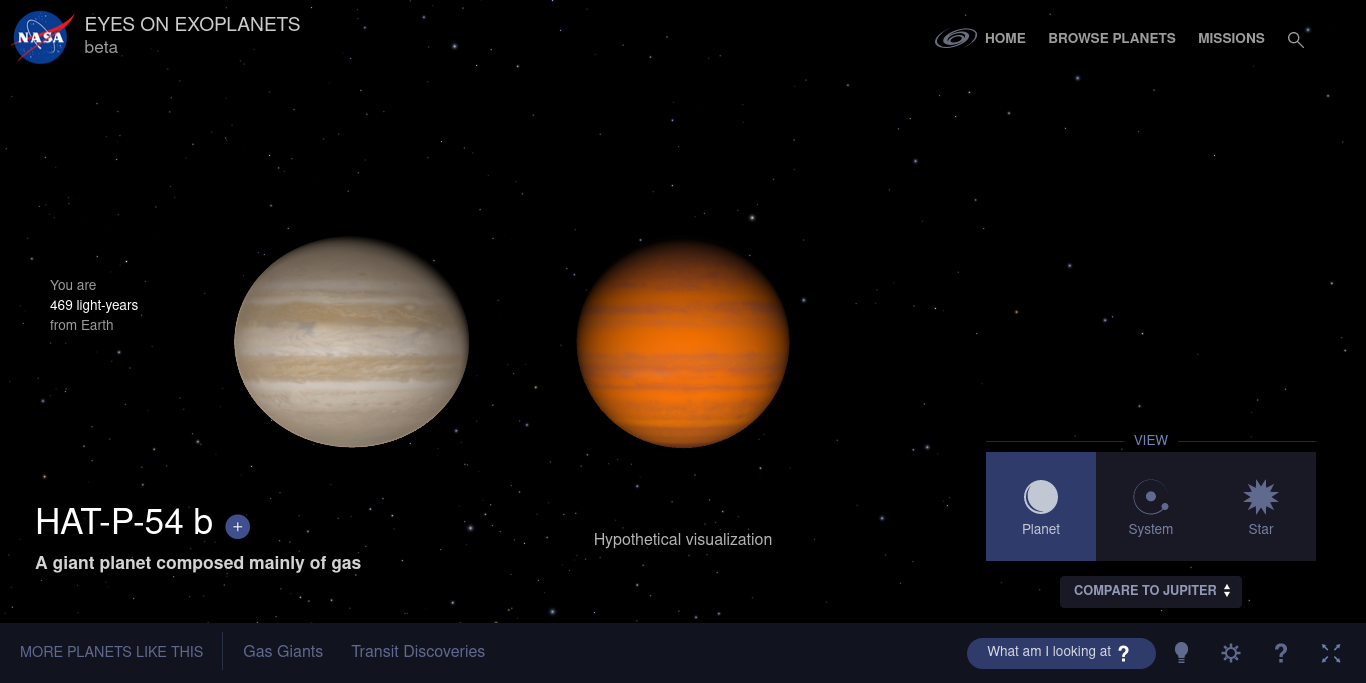 NASA
EYES ON EXOPLANETS
beta
HOME
BROWSE PLANETS
MISSIONS
You are
469 light-years
from Earth
HAT-P-54 b +
A giant planet composed mainly of gas
Hypothetical visualization
VIEW
Planet
System
Star
COMPARE TO JUPITER
MORE PLANETS LIKE THIS
Gas Giants
Transit Discoveries
What am I looking at ?
?